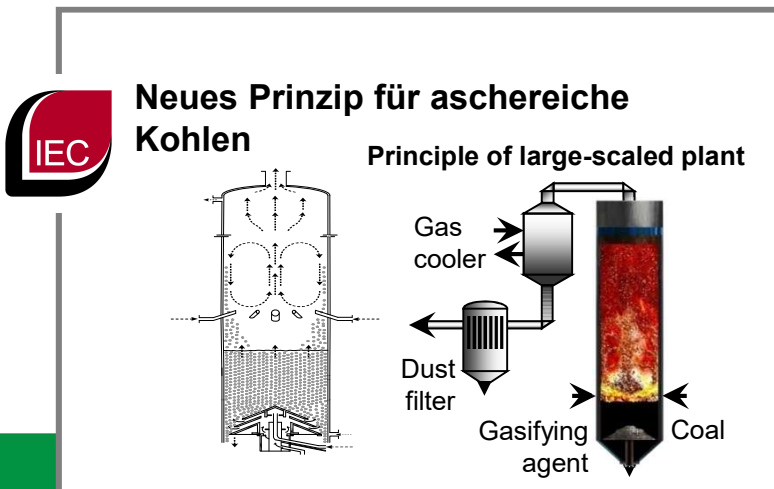 Neues Prinzip für aschereiche
Kohlen
IEC
Principle of large-scaled plant
Gas
cooler
Dust
filter
Gasifying
agent
Coal